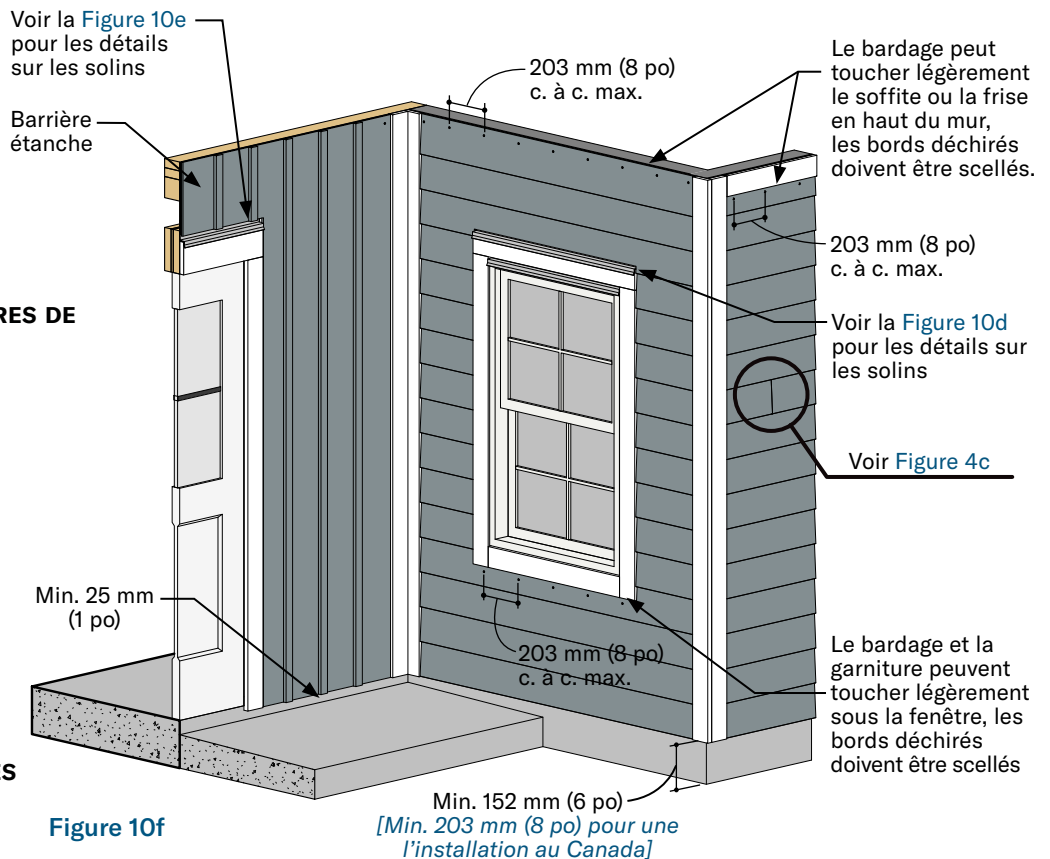 Voir la Figure 10e
pour les détails
sur les solins
Barrière
étanche
203 mm (8 po)
c. à c. max.
Le bardage peut
toucher légèrement
le soffite ou la frise
en haut du mur,
les bords déchirés
doivent être scellés.
203 mm (8 po)
c. à c. max.
RES DE
Voir la Figure 10d
pour les détails sur
les solins
Voir Figure 4c
Min. 25 mm
(1 po)
203 mm (8 po)
c. à c. max.
Le bardage et la
garniture peuvent
toucher légèrement
sous la fenêtre, les
bords déchirés
doivent être scellés
ES
Figure 10f
Min. 152 mm (6 po)
[Min. 203 mm (8 po) pour une
l'installation au Canada]